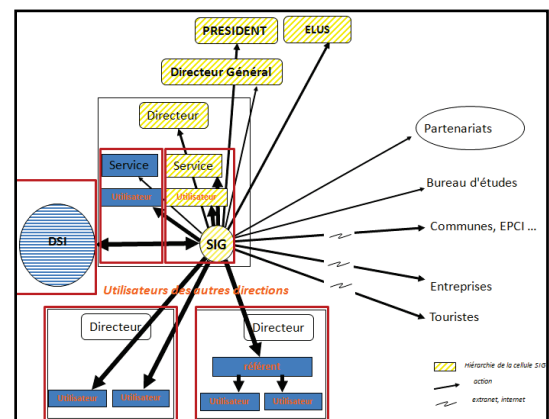 PRESIDENT
ELUS
Directeur Général
Directeur
Partenariats
Service
Service
Bureau d'études
Utilisateur
Utilisateur
Communes, EPCI ...
DSI
SIG
Utilisateurs des autres directions
Entreprises
Touristes
Directeur
Directeur
référent
Utilisateur
Utilisateur
Utilisateur
Utilisateur
Hiérarchie de la cellule SIG
action
extranet, internet